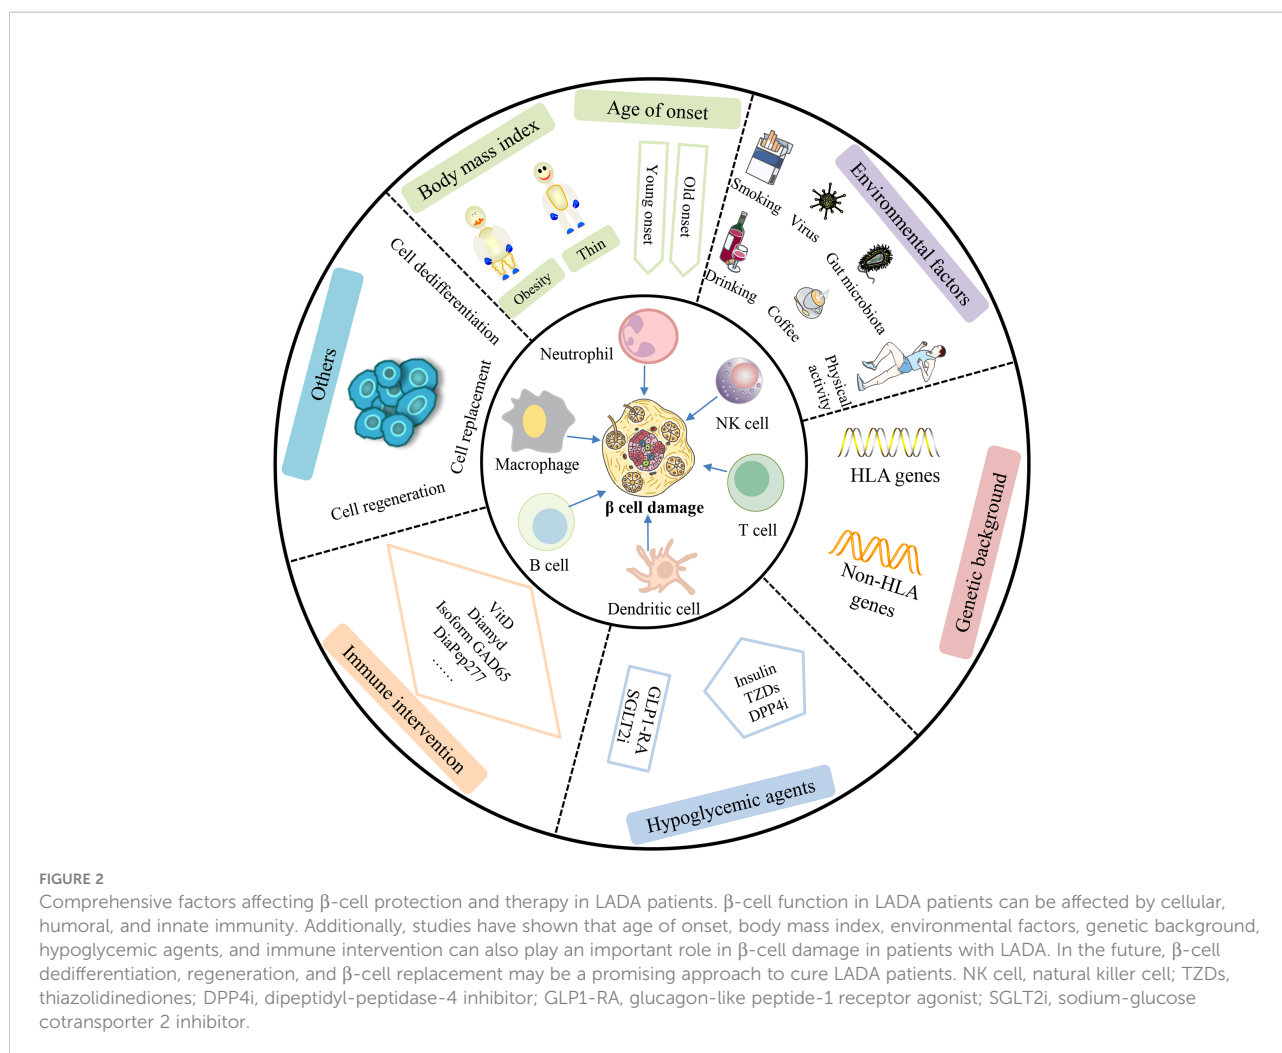 Age of onset
Body mass index
Young onset
Old onset
Thin
Obesity
Environmental factors
Smoking
Virus
Gut microbiota
Drinking
Coffee
Physical
activity
Others
Cell dedifferentiation
Cell replacement
Cell regeneration
Neutrophil
NK cell
Macrophage
β cell damage
T cell
B cell
Dendritic cell
HLA genes
Non-HLA
genes
Genetic background
Immune intervention
VitD
Diamyd
Isoform GAD65
DiaPep277
......
GLP1-RA
SGLT2i
Insulin
TZDs
DPP4i
Hypoglycemic agents
FIGURE 2
Comprehensive factors affecting β-cell protection and therapy in LADA patients. β-cell function in LADA patients can be affected by cellular,
humoral, and innate immunity. Additionally, studies have shown that age of onset, body mass index, environmental factors, genetic background,
hypoglycemic agents, and immune intervention can also play an important role in β-cell damage in patients with LADA. In the future, β-cell
dedifferentiation, regeneration, and β-cell replacement may be a promising approach to cure LADA patients. NK cell, natural killer cell; TZDs,
thiazolidinediones; DPP4i, dipeptidyl-peptidase-4 inhibitor; GLP1-RA, glucagon-like peptide-1 receptor agonist; SGLT2i, sodium-glucose
cotransporter 2 inhibitor.